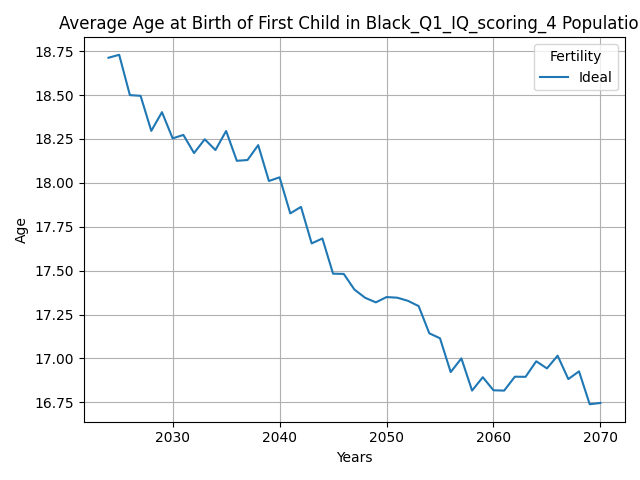 Average Age at Birth of First Child in Black_Q1_IQ_scoring_4 Populatio
Fertility
Ideal
18.75
18.50
18.25
18.00
17.75
17.50
17.25
17.00
16.75
Age
2030 2040 2050 2060 2070
Years